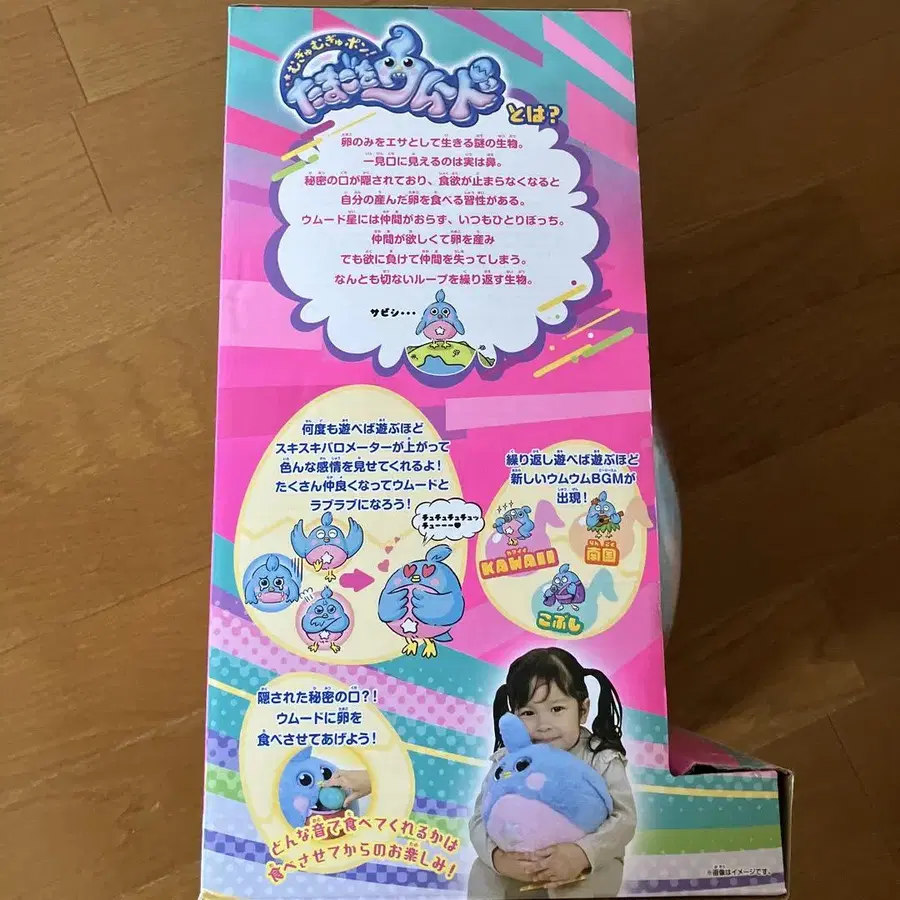 むぎゅむぎゅポン!
たまごをウムード
とは?
卵のみをエサとして生きる謎の生物。
一見口に見えるのは実は鼻。
秘密の口が隠されており、食欲が止まらなくなると
自分の産んだ卵を食べる習性がある。
ウムード星には仲間がおらず、いつもひとりぼっち。
仲間が欲しくて卵を産み
でも欲に負けて仲間を失ってしまう。
なんとも切ないループを繰り返す生物。
サビシ・・・
何度も遊べば遊ぶほど
スキスキバロメーターが上がって
色んな感情を見せてくれるよ!
たくさん仲良くなってウムードと
ラブラブになろう!
チュチュチュチュッ
チューーー♥
繰り返し遊べば遊ぶほど
新しいウムウムBGMが
出現!
KAWAII
南国
こぶし
隠された秘密の口?!
ウムードに卵を
食べさせてあげよう!
どんな音で食べてくれるかは
食べさせてからのお楽しみ!
※画像はイメージです。